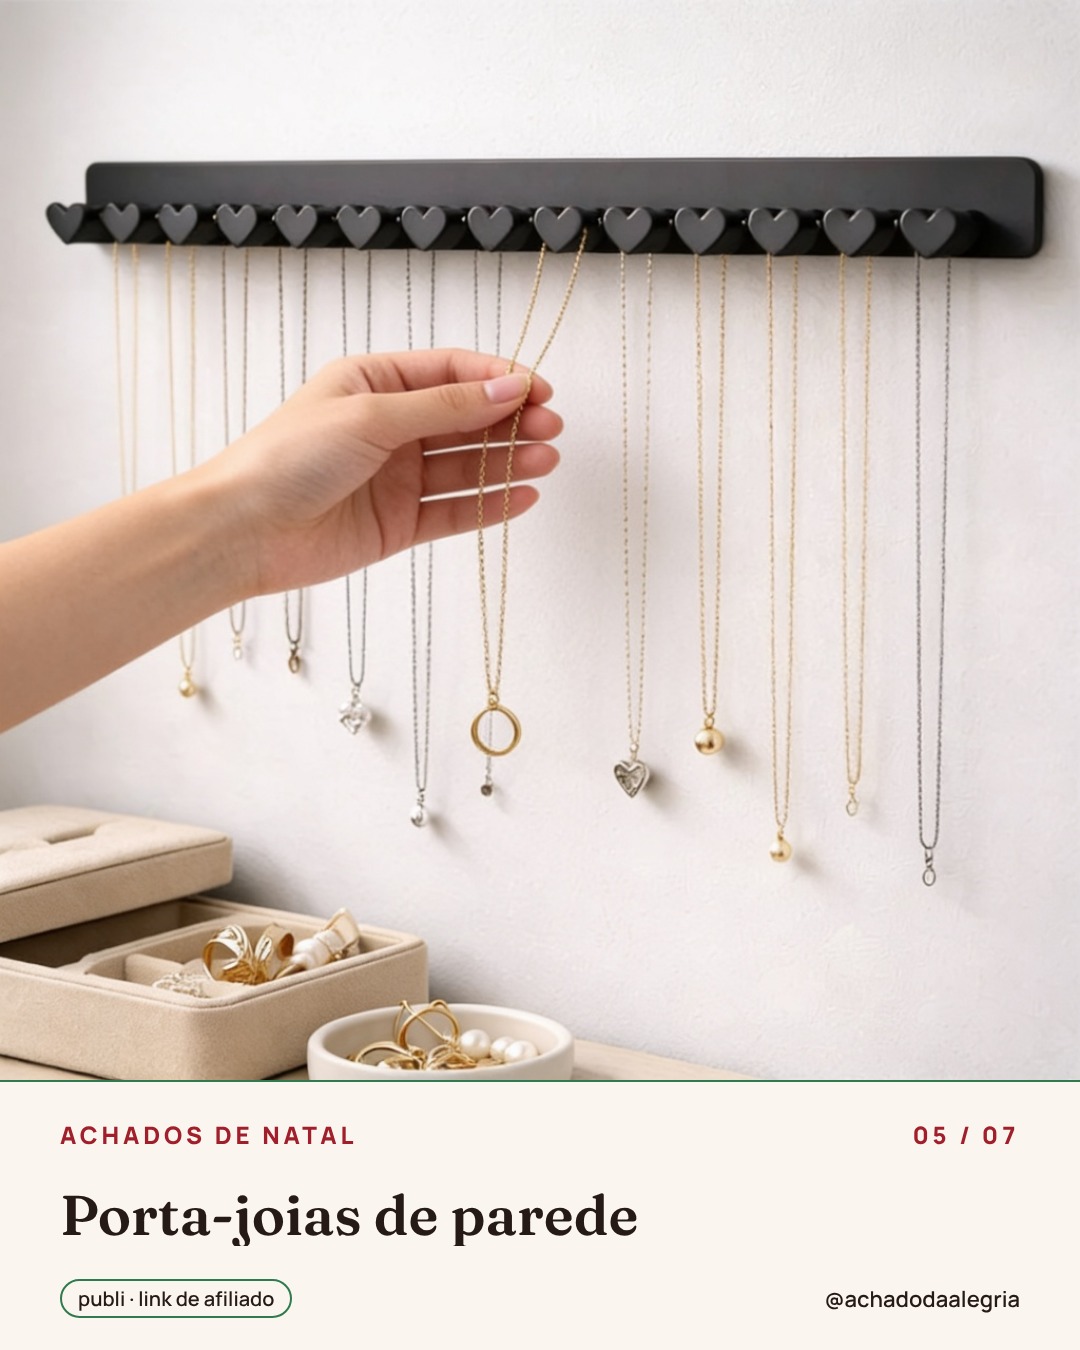 ACHADOS DE NATAL
05 / 07
Porta-joias de parede
publi · link de afiliado
@achadodaalegria